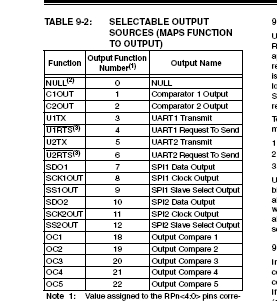 TABLE 9-2: SELECTABLE OUTPUT
SOURCES (MAPS FUNCTION
TO OUTPUT)
Function Output Function Number(1) Output Name
NULL(2) 0 NULL
C1OUT 1 Comparator 1 Output
C2OUT 2 Comparator 2 Output
U1TX 3 UART1 Transmit
U1RTS(3) 4 UART1 Request To Send
U2TX 5 UART2 Transmit
U2RTS(3) 6 UART2 Request To Send
SDO1 7 SPI1 Data Output
SCK1OUT 8 SPI1 Clock Output
SS1OUT 9 SPI1 Slave Select Output
SDO2 10 SPI2 Data Output
SCK2OUT 11 SPI2 Clock Output
SS2OUT 12 SPI2 Slave Select Output
OC1 18 Output Compare 1
OC2 19 Output Compare 2
OC3 20 Output Compare 3
OC4 21 Output Compare 4
OC5 22 Output Compare 5
Note 1: Value assigned to the RPn<4:0> pins corre-